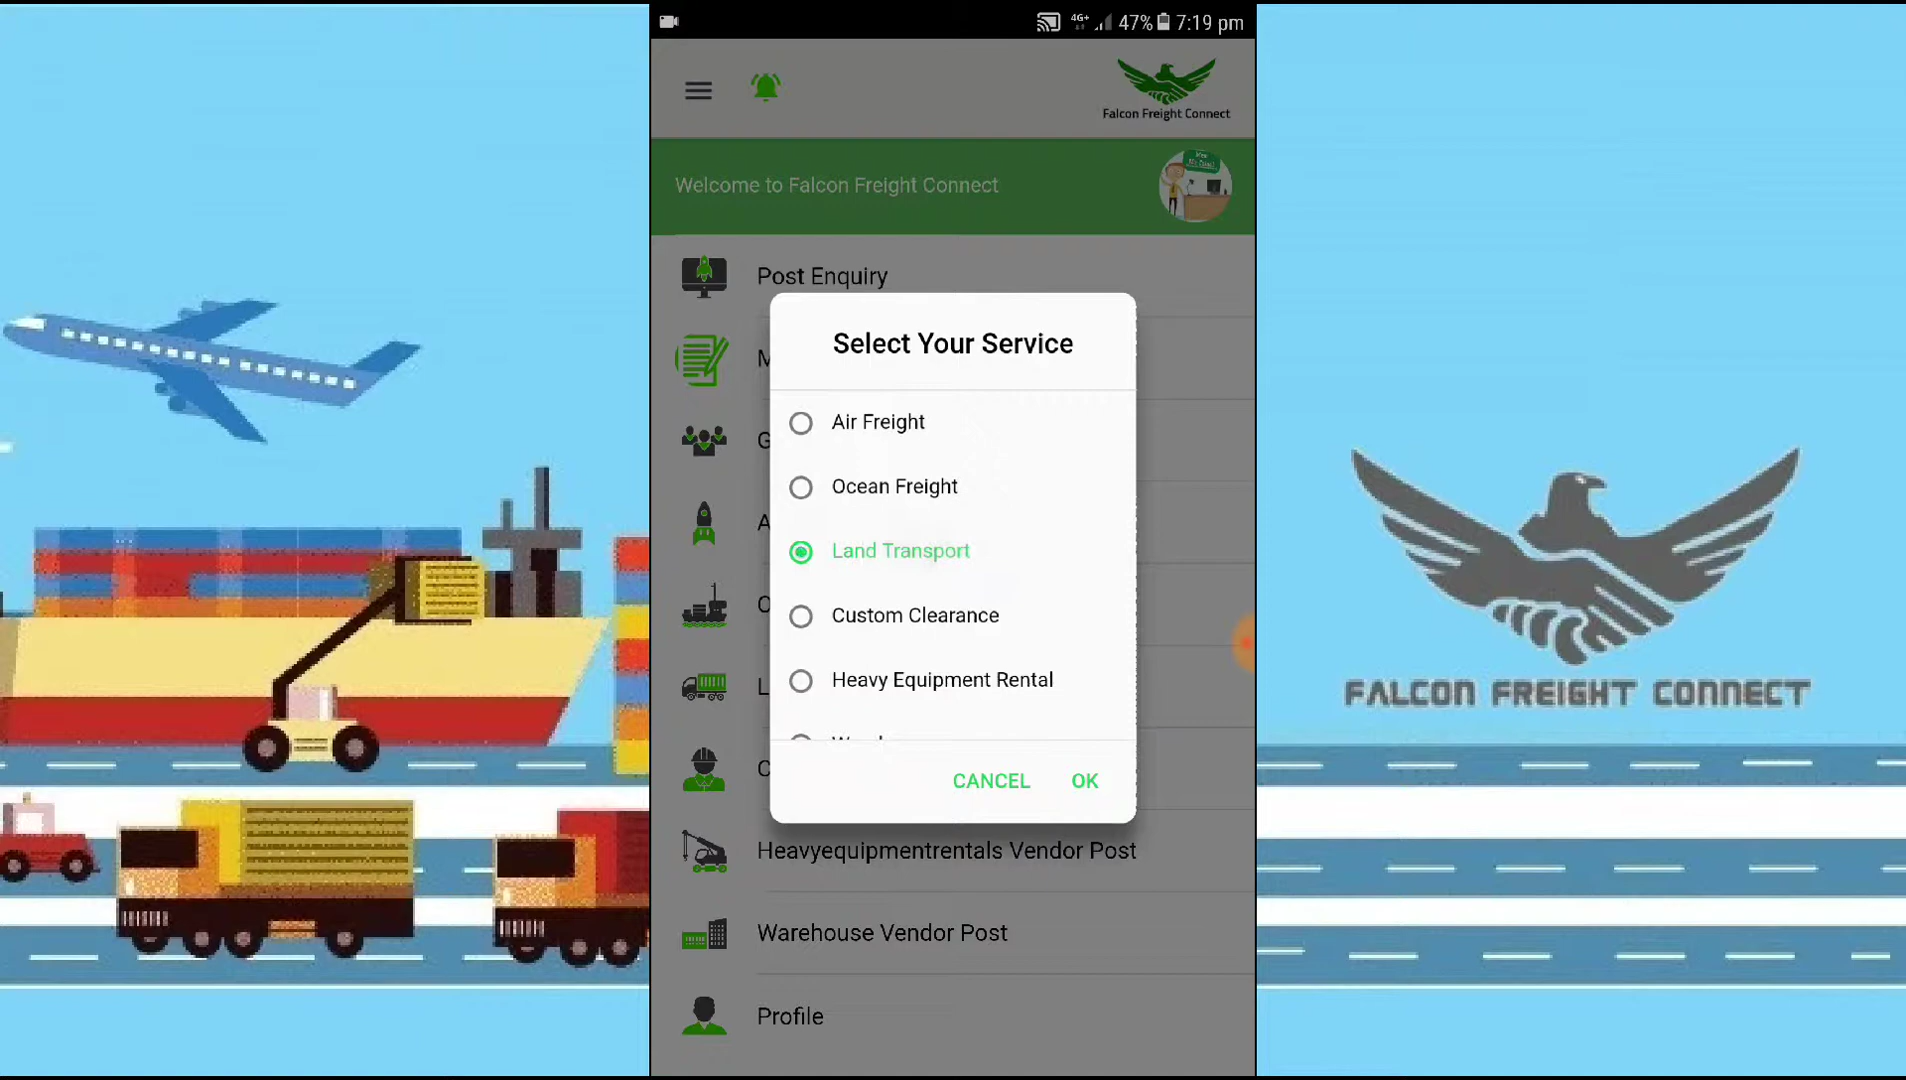 4G+ 47% 7:19 pm
Falcon Freight Connect
Welcome to Falcon Freight Connect
Post Enquiry
Select Your Service
Air Freight
Ocean Freight
Land Transport
Custom Clearance
Heavy Equipment Rental
CANCEL OK
Heavyequipmentrentals Vendor Post
Warehouse Vendor Post
Profile
FALCON FREIGHT CONNECT